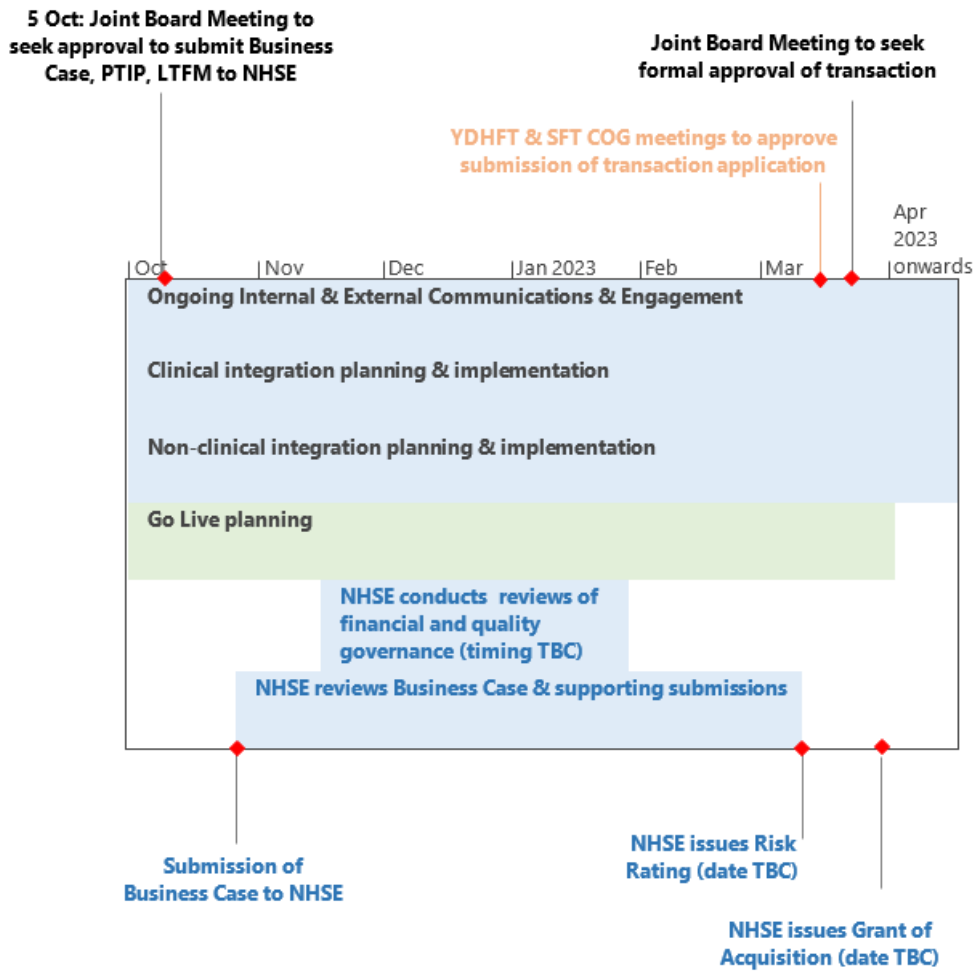 5 Oct: Joint Board Meeting to
seek approval to submit Business
Case, PTIP, LTFM to NHSE
Joint Board Meeting to seek
formal approval of transaction
YDHFT & SFT COG meetings to approve
submission of transaction application
Apr
2023
onwards
Oct
Nov
Dec
Jan 2023
Feb
Mar
Ongoing Internal & External Communications & Engagement
Clinical integration planning & implementation
Non-clinical integration planning & implementation
Go Live planning
NHSE conducts reviews of
financial and quality
governance (timing TBC)
NHSE reviews Business Case & supporting submissions
Submission of
Business Case to NHSE
NHSE issues Risk
Rating (date TBC)
NHSE issues Grant of
Acquisition (date TBC)